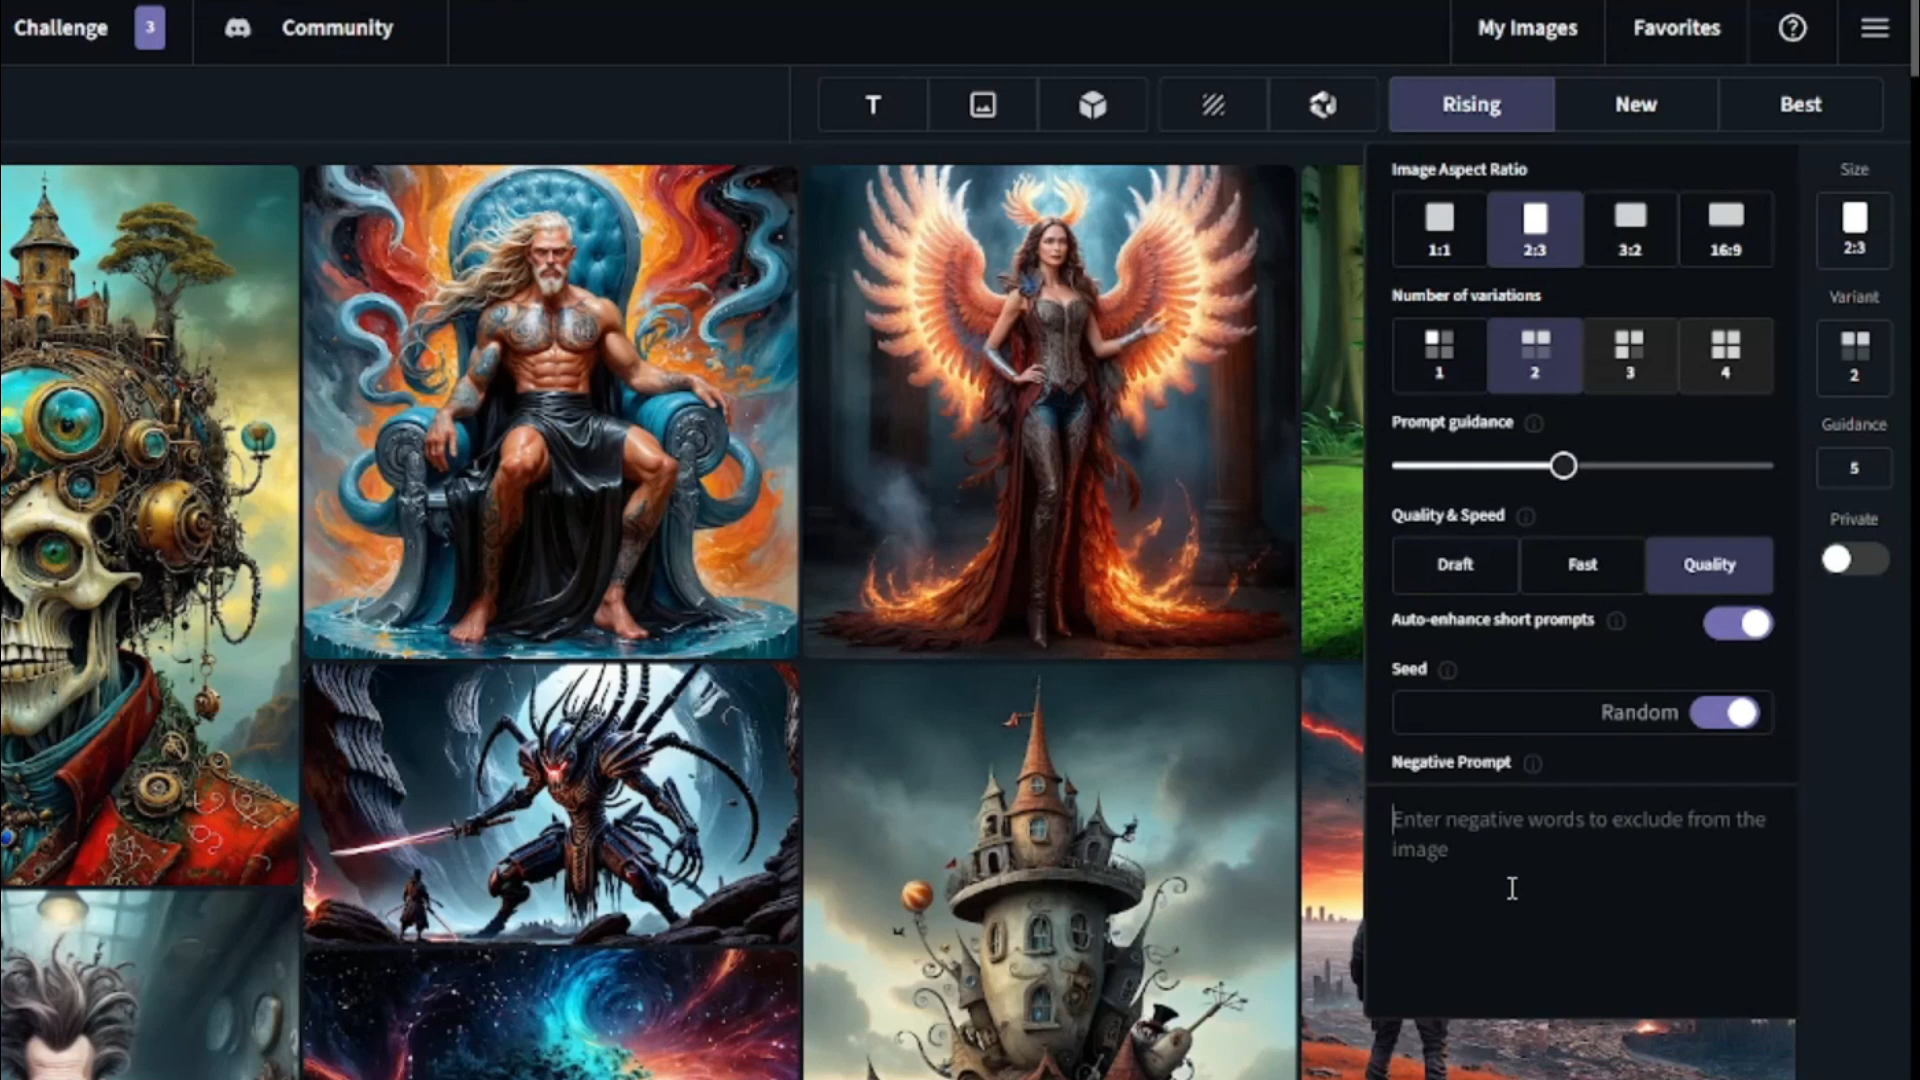 Challenge 3 Community My Images Favorites
T Rising New Best
Image Aspect Ratio
1:1 2:3 3:2 16:9
Number of variations
1 2 3 4
Prompt guidance
Quality & Speed
Draft Fast Quality
Auto-enhance short prompts
Seed
Random
Negative Prompt
Enter negative words to exclude from the
image
Size
2:3
Variant
2
Guidance
5
Private